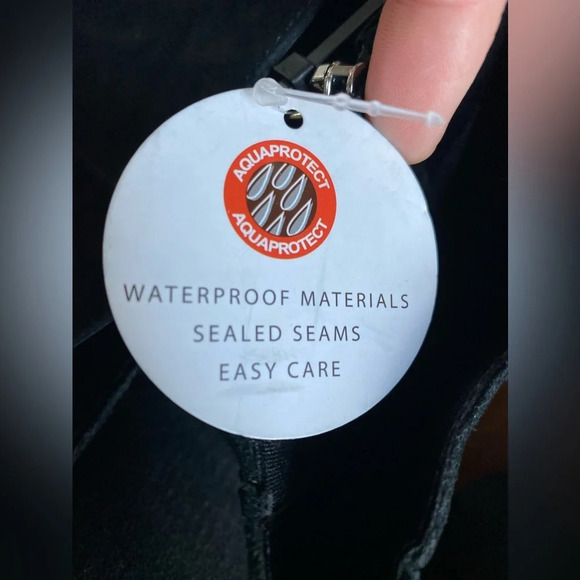 AQUAPROTECT
AQUAPROTECT
WATERPROOF MATERIALS
SEALED SEAMS
EASY CARE